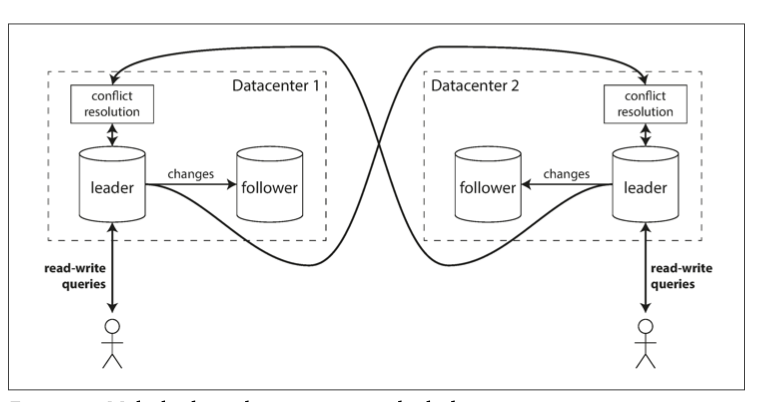 Datacenter 1
conflict
resolution
changes
leader
follower
read-write
queries
Datacenter 2
conflict
resolution
changes
follower
leader
read-write
queries